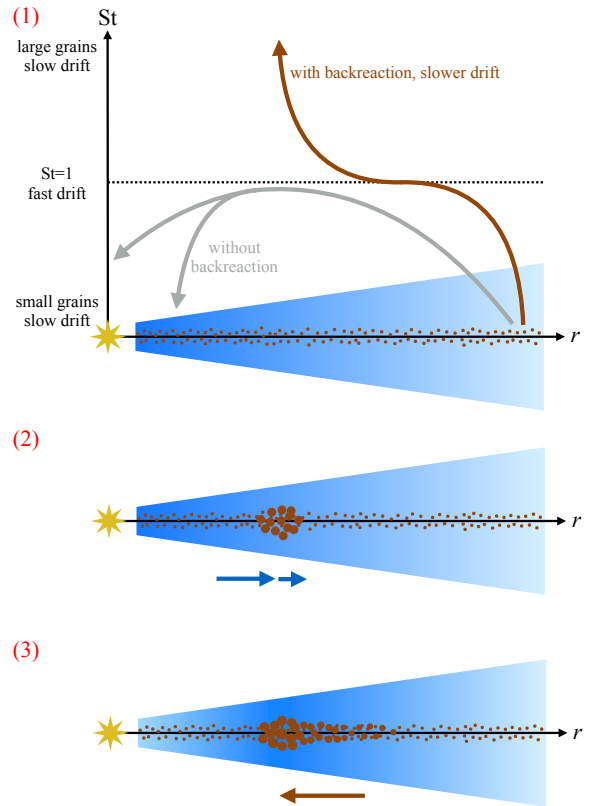 (1)
St
large grains
slow drift
with backreaction, slower drift
St=1
fast drift
without
backreaction
small grains
slow drift
r
(2)
r
(3)
r